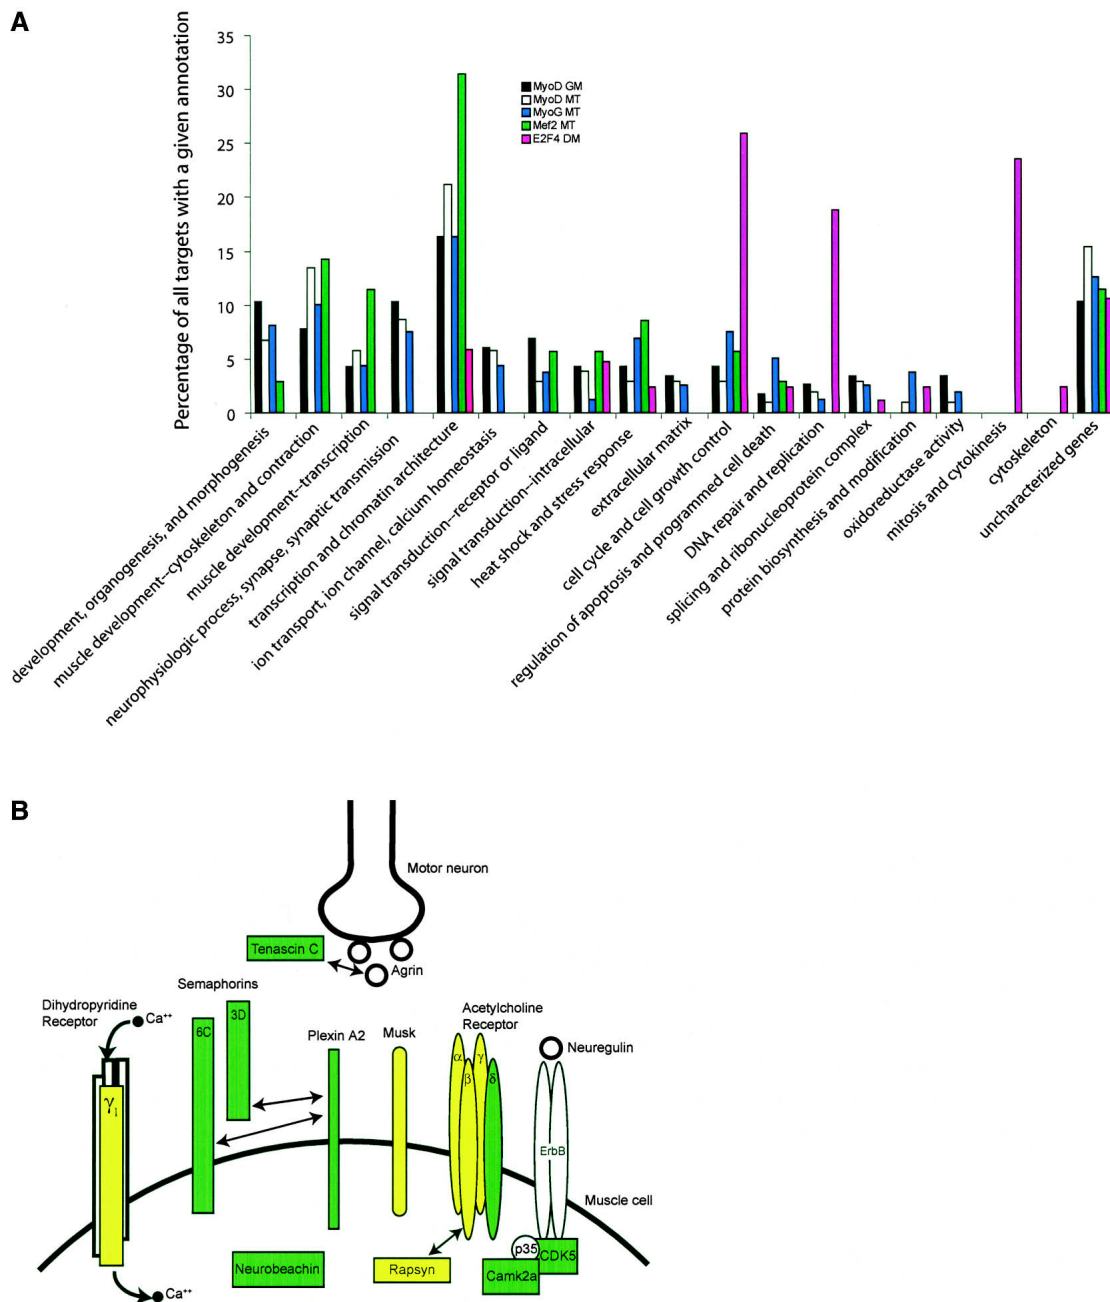 A
Percentage of all targets with a given annotation
35
30
25
20
15
10
5
0
MyoD GM
MyoD MT
MyoG MT
Mef2 MT
E2F4 DM
development, organogenesis, and morphogenesis
muscle development--cytoskeleton and contraction
muscle development--transcription
neurophysiologic process, synapse, synaptic transmission
transcription and chromatin architecture
ion transport, ion channel, calcium homeostasis
signal transduction--receptor or ligand
signal transduction--intracellular
heat shock and stress response
extracellular matrix
cell cycle and cell growth control
regulation of apoptosis and programmed cell death
DNA repair and replication
splicing and ribonucleoprotein complex
protein biosynthesis and modification
oxidoreductase activity
mitosis and cytokinesis
cytoskeleton
uncharacterized genes
B
Motor neuron
Tenascin C
Agrin
Semaphorins
Dihydropyridine
Receptor
Ca++
6C
3D
Plexin A2
Musk
Acetylcholine
Receptor
Neuregulin
α
γ
β
δ
γ1
ErbB
Muscle cell
p35
CDK5
Camk2a
Neurobeachin
Rapsyn
Ca++